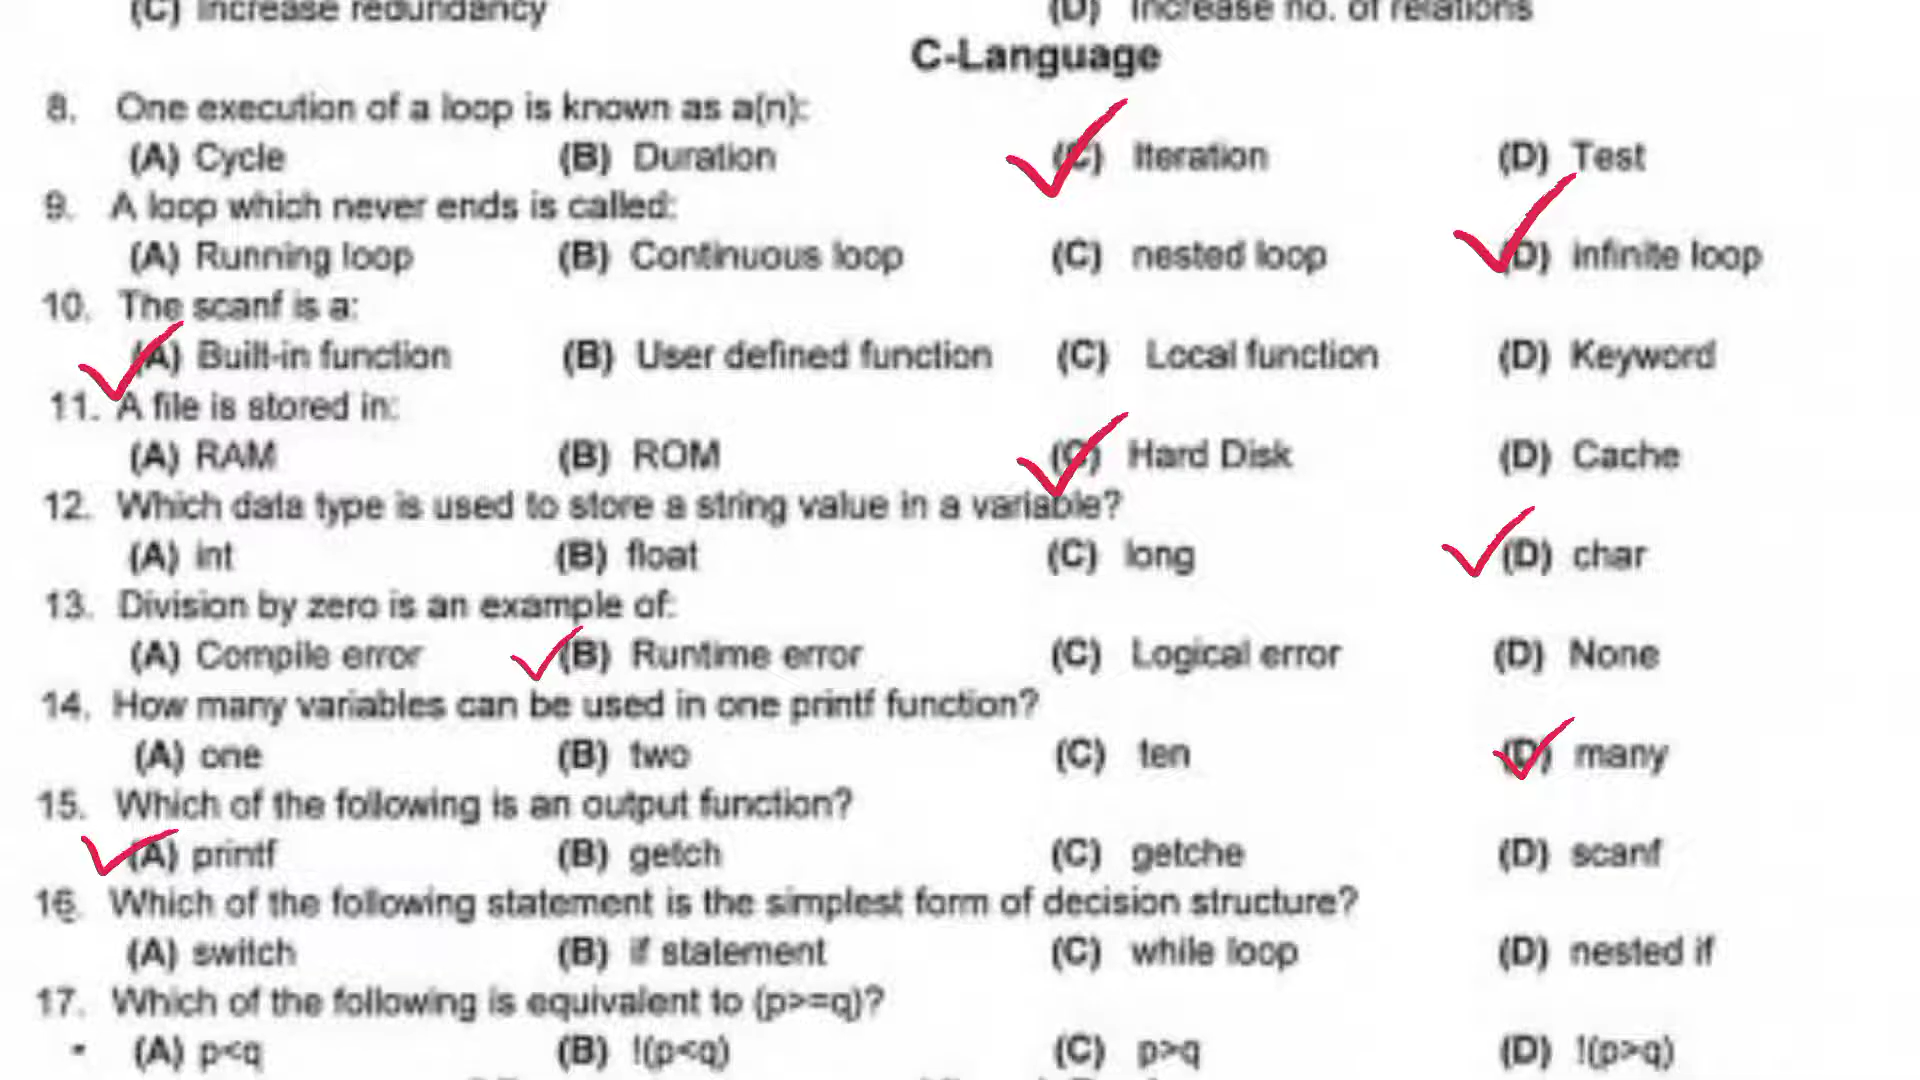 (C) Increase redundancy (D) Increase no. of relations
C-Language
8. One execution of a loop is known as a(n):
(A) Cycle (B) Duration (C) Iteration (D) Test
9. A loop which never ends is called:
(A) Running loop (B) Continuous loop (C) nested loop (D) infinite loop
10. The scanf is a:
(A) Built-in function (B) User defined function (C) Local function (D) Keyword
11. A file is stored in:
(A) RAM (B) ROM (C) Hard Disk (D) Cache
12. Which data type is used to store a string value in a variable?
(A) int (B) float (C) long (D) char
13. Division by zero is an example of:
(A) Compile error (B) Runtime error (C) Logical error (D) None
14. How many variables can be used in one printf function?
(A) one (B) two (C) ten (D) many
15. Which of the following is an output function?
(A) printf (B) getch (C) getche (D) scanf
16. Which of the following statement is the simplest form of decision structure?
(A) switch (B) if statement (C) while loop (D) nested if
17. Which of the following is equivalent to (p>=q)?
(A) p<q (B) !(p<q) (C) p>q (D) !(p>q)